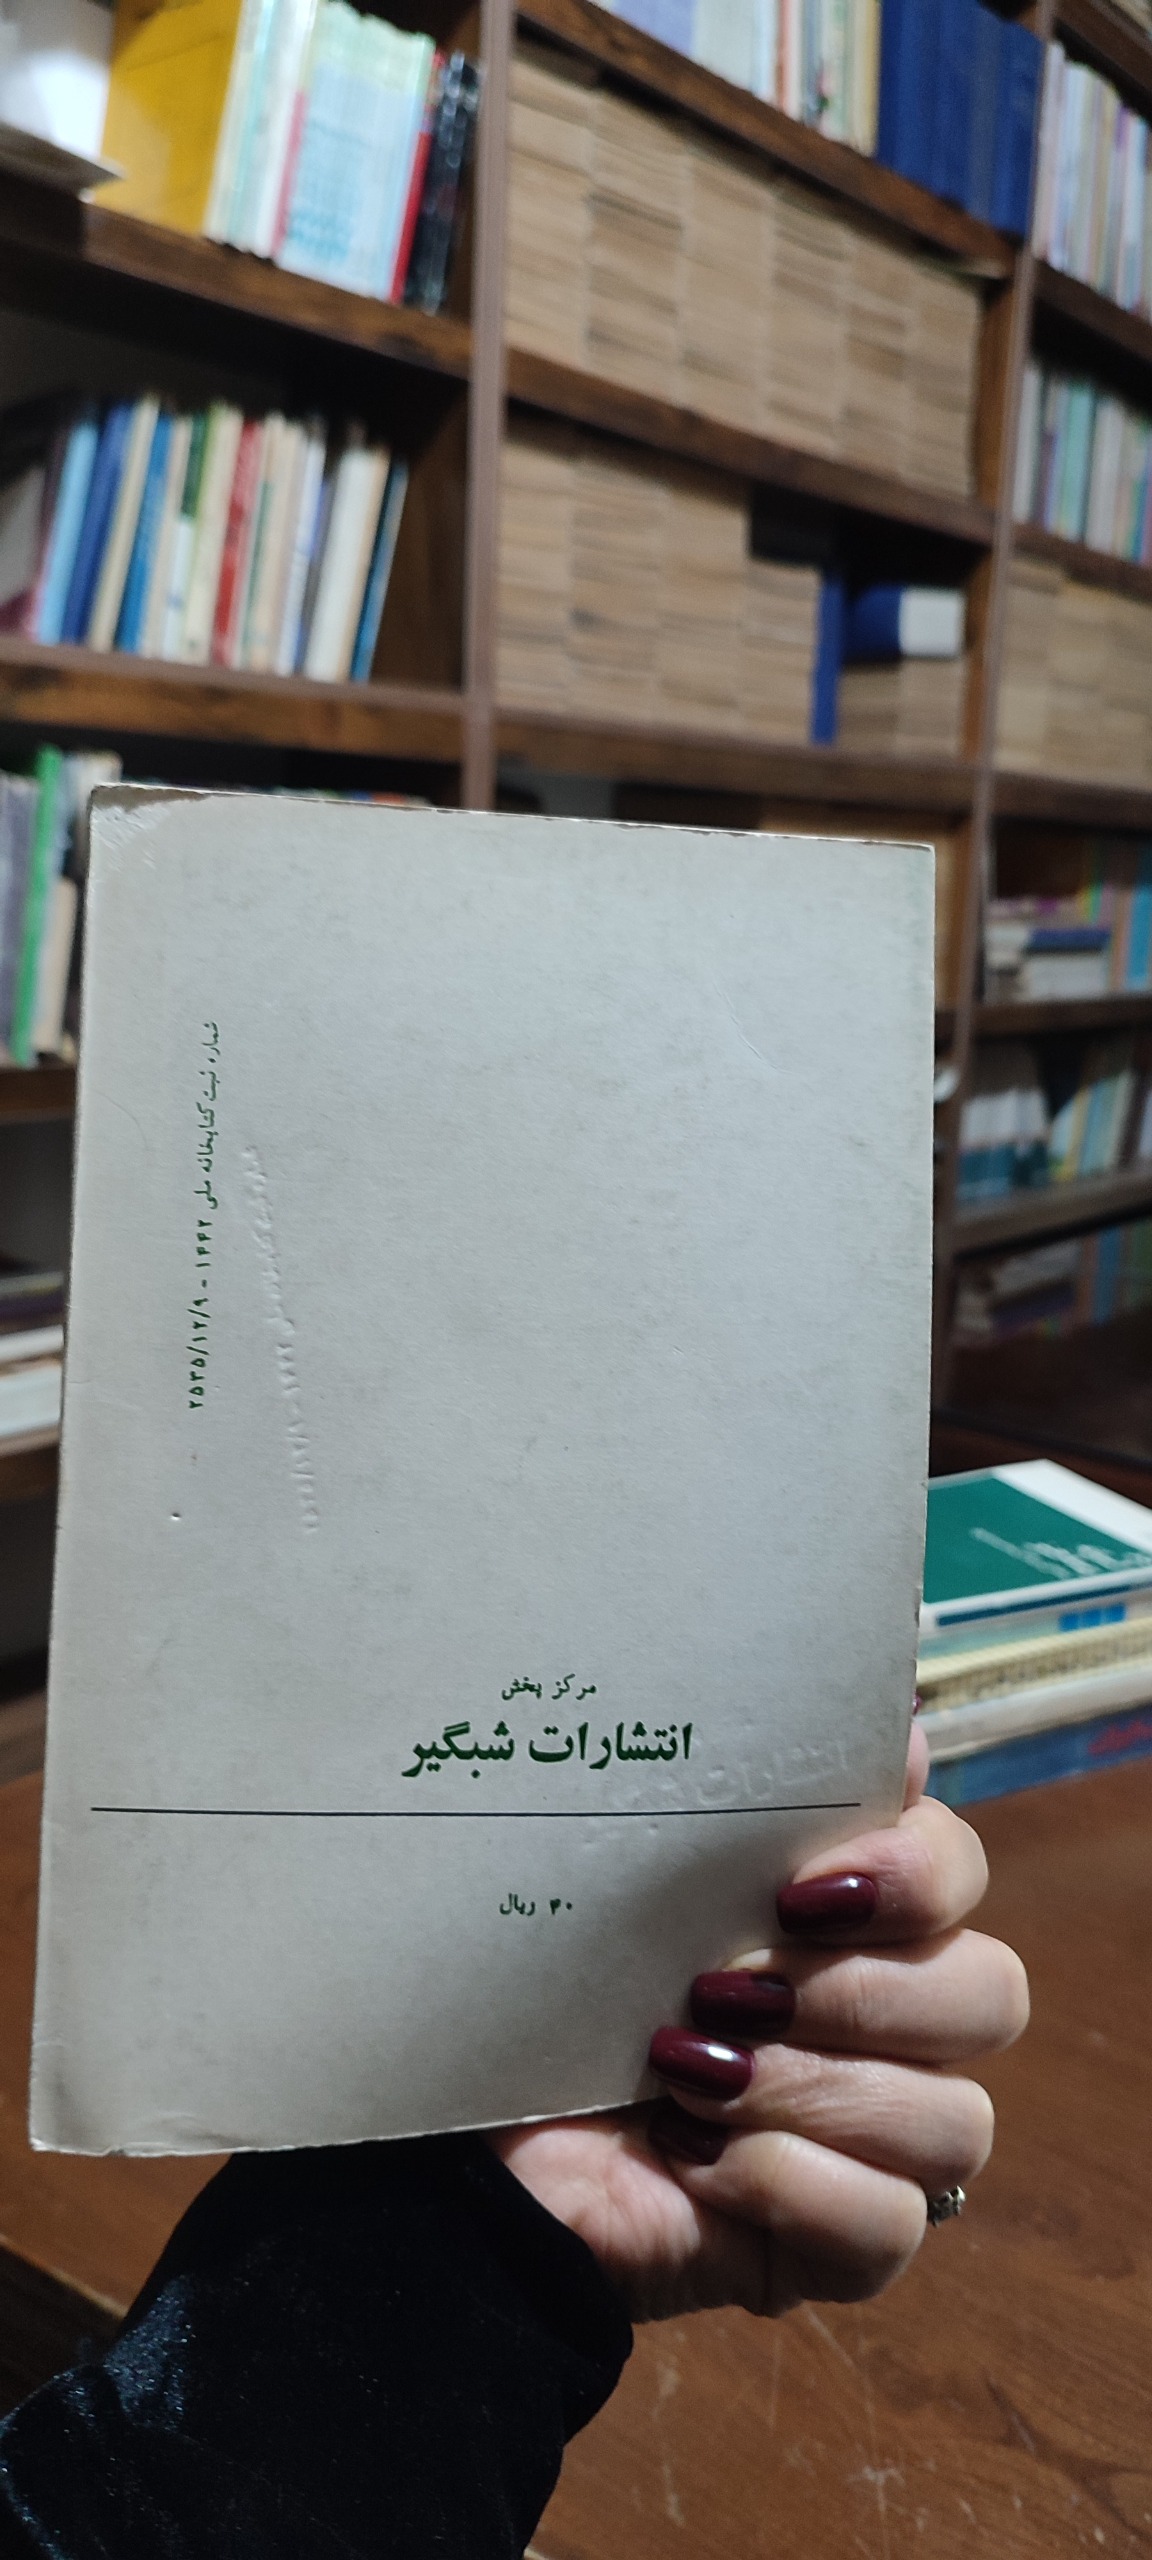 شماره ثبت کتابخانه ملی ۱۴۴۲ - ۲۵۳۵/۱۲/۹
مرکز پخش
انتشارات شبگیر
۴۰ ریال